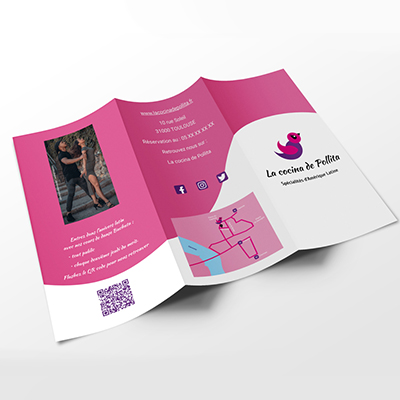 Entrez dans l'univers latin
avec nos cours de danse Bachata :
- tout public
- chaque deuxième jeudi du mois
Flashez le QR code pour nous retrouver
www.lacocinadepollita.fr
10 rue Soleil
31000 TOULOUSE
Réservation au : 05 XX XX XX XX
Retrouvez nous sur :
La cocina de Pollita
La cocina de Pollita
Spécialités d'Amérique Latine